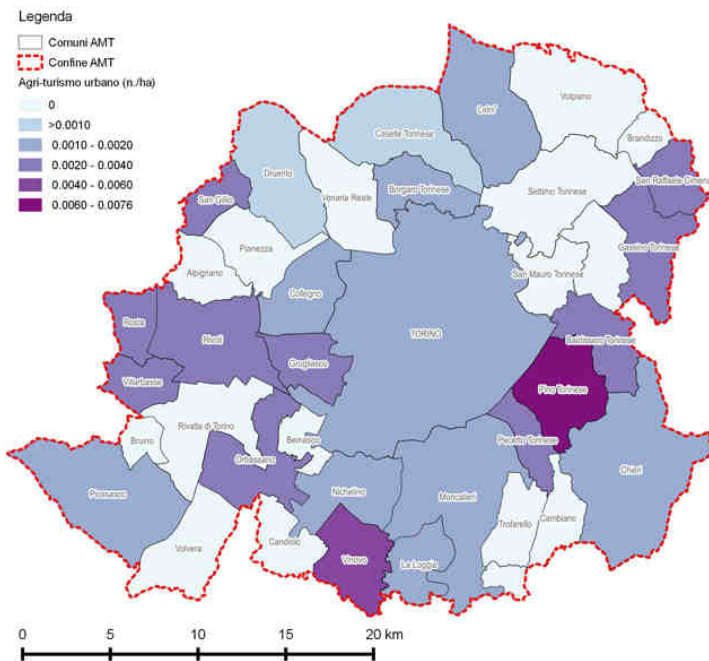 Legenda
Comuni AMT
Confine AMT
Agri-turismo urbano (n./ha)
0
>0.0010
0.0010 - 0.0020
0.0020 - 0.0040
0.0040 - 0.0060
0.0060 - 0.0076
Leinì
Volpiano
Caselle Torinese
Brandizzo
Druento
San Raffaele Cimena
San Gillio
Venaria Reale
Borgaro Torinese
Settimo Torinese
Pianezza
Gassino Torinese
Alpignano
San Mauro Torinese
Collegno
Rosta
Rivoli
TORINO
Baldissero Torinese
Grugliasco
Villarbasse
Pino Torinese
Rivalta di Torino
Bruino
Beinasco
Pecetto Torinese
Orbassano
Chieri
Piossasco
Nichelino
Moncalieri
Trofarello
Cambiano
Volvera
Candiolo
Vinovo
La Loggia
0 5 10 15 20 km